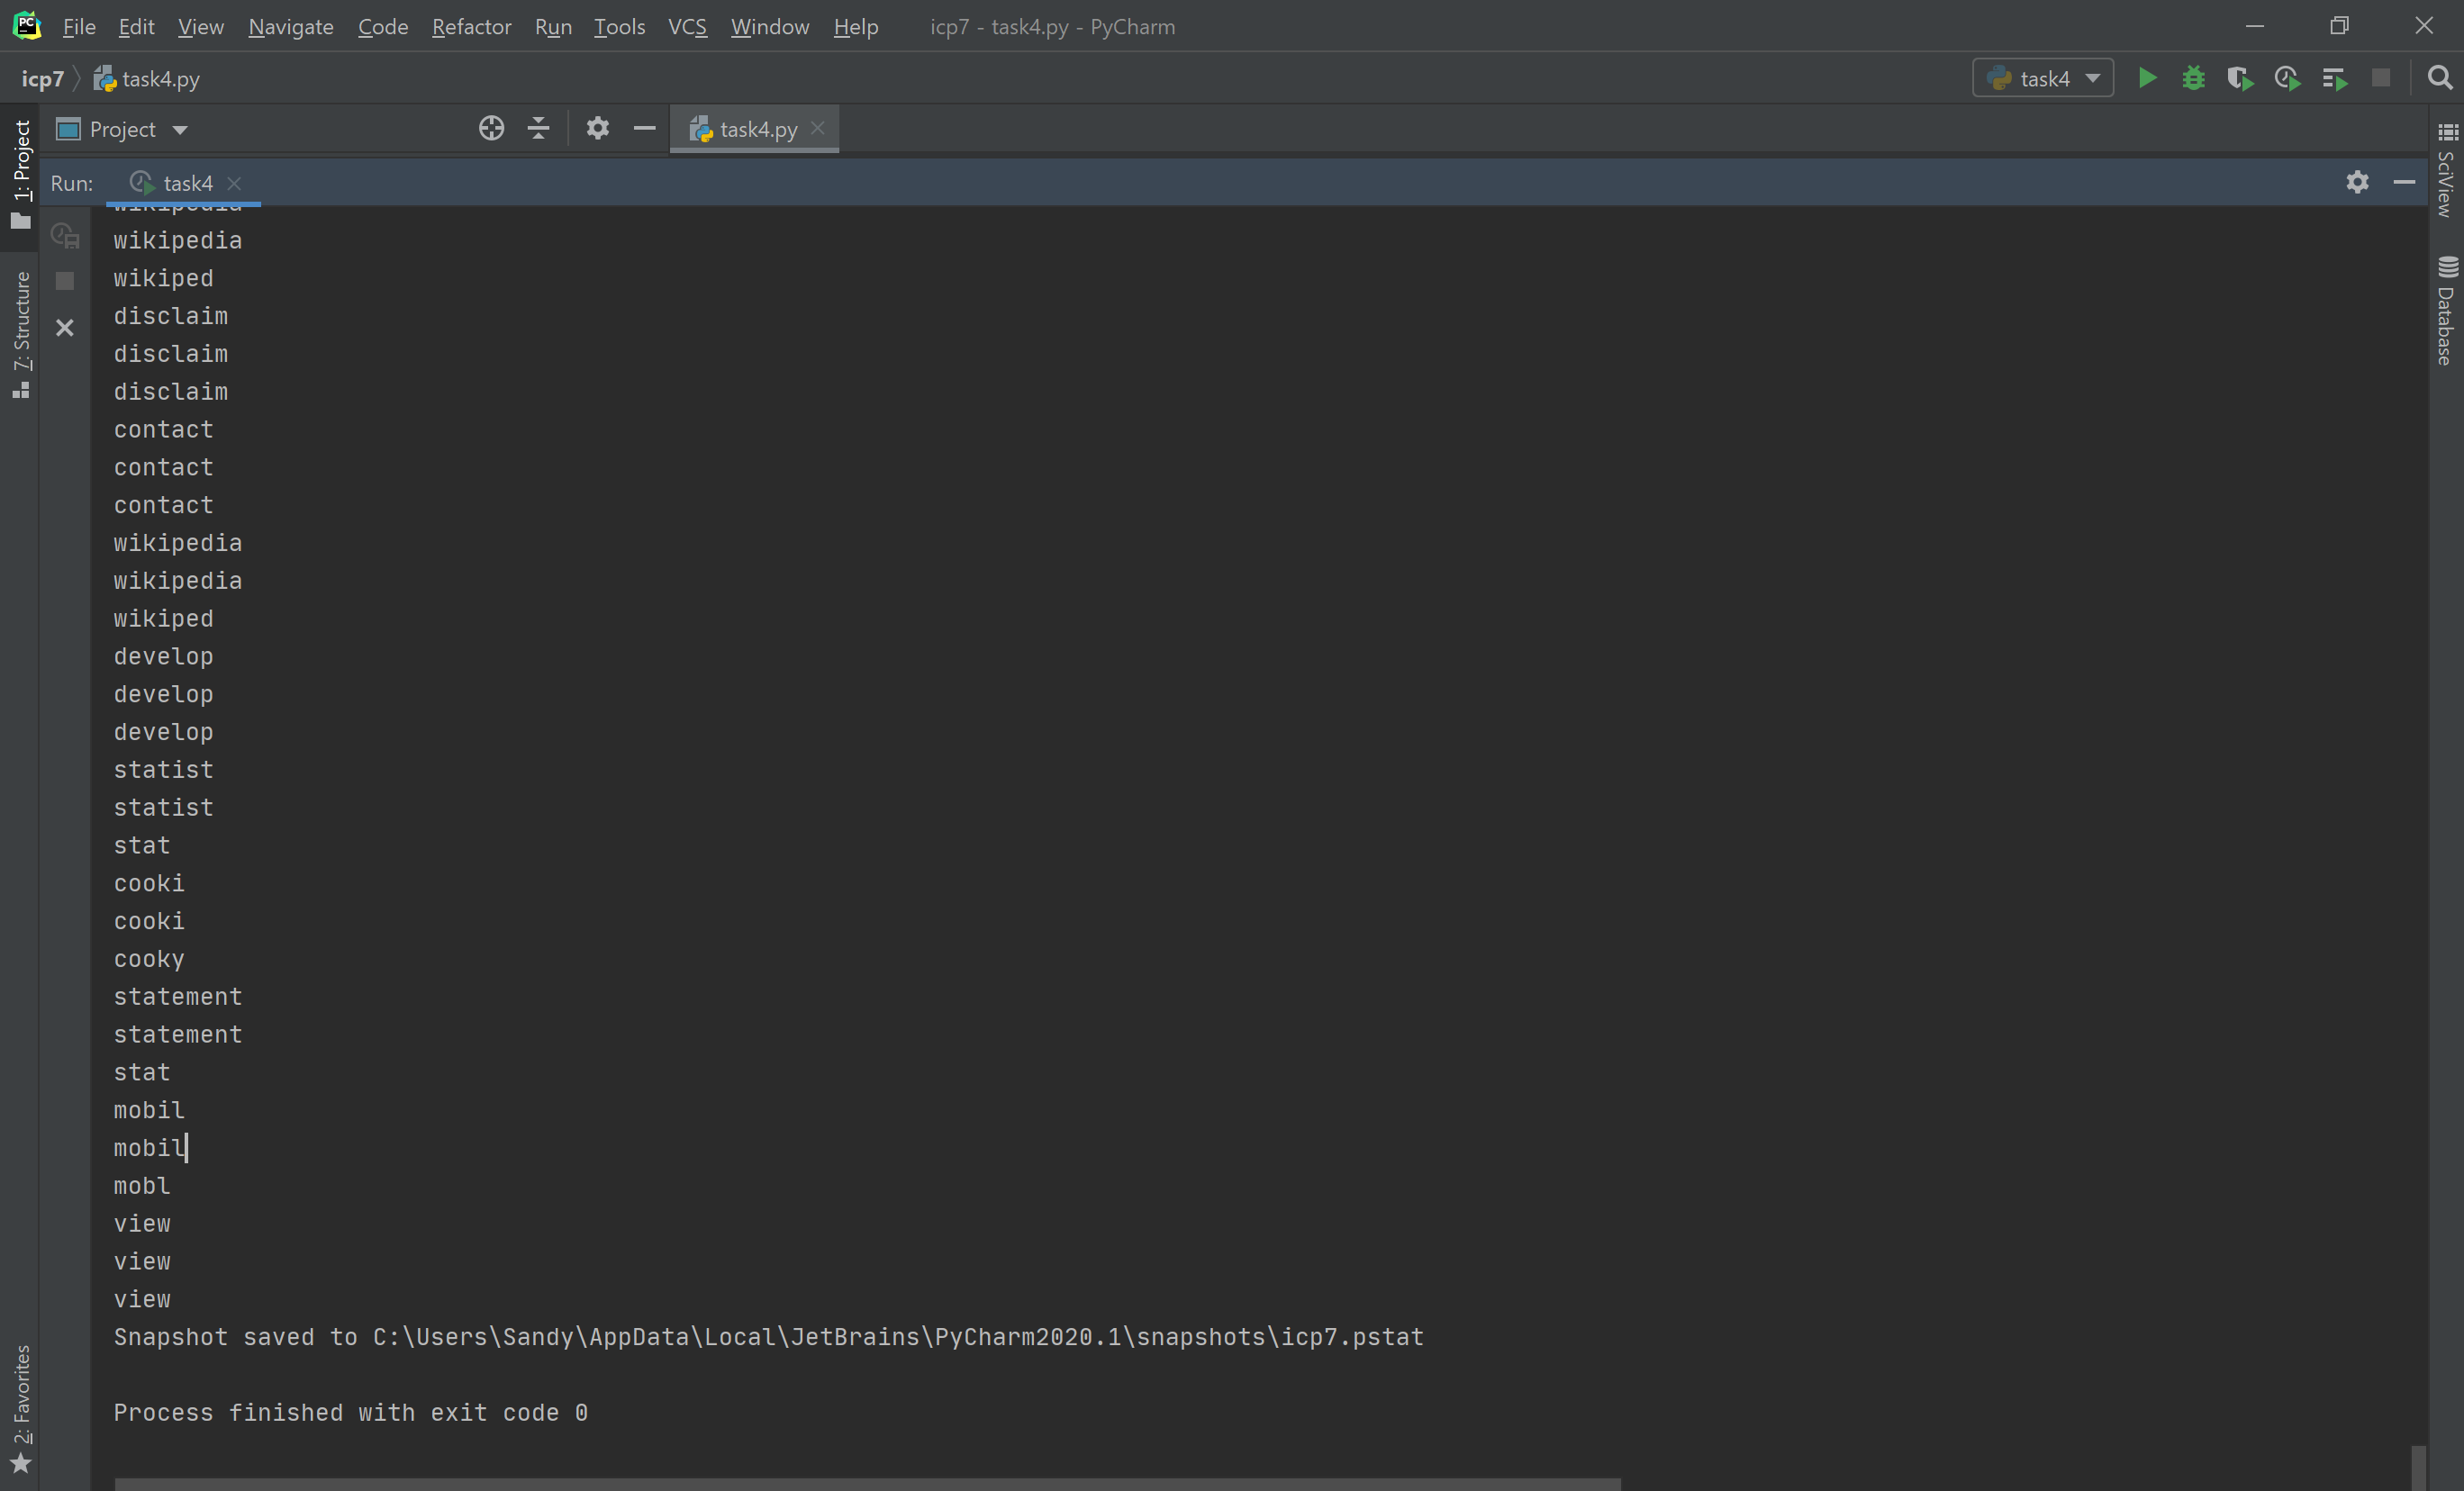 PC File Edit View Navigate Code Refactor Run Tools VCS Window Help icp7 - task4.py - PyCharm
icp7 task4.py task4
1: Project Project task4.py
Run: task4
wikipedia
wikipedia
wikiped
disclaim
disclaim
disclaim
contact
contact
contact
wikipedia
wikipedia
wikiped
develop
develop
develop
statist
statist
stat
cooki
cooki
cooky
statement
statement
stat
mobil
mobil
mobl
view
view
view
Snapshot saved to C:\Users\Sandy\AppData\Local\JetBrains\PyCharm2020.1\snapshots\icp7.pstat
Process finished with exit code 0
7: Structure
2: Favorites
SciView
Database